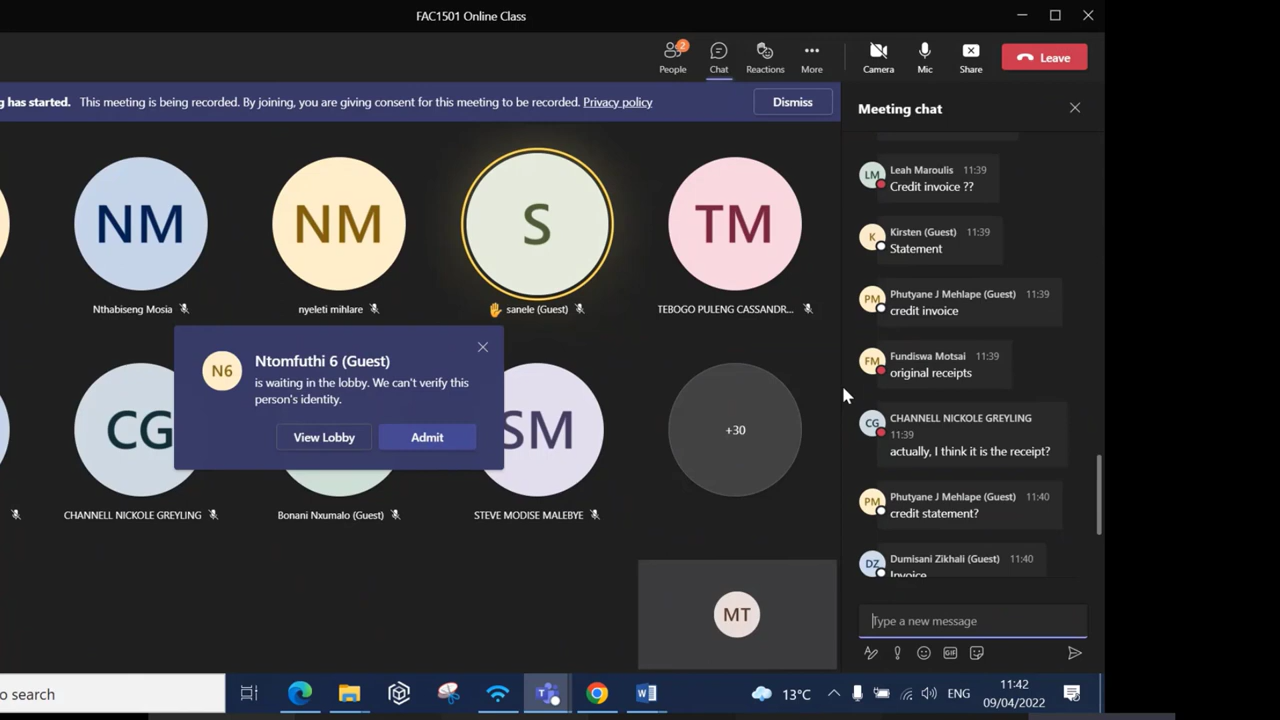 FAC1501 Online Class
2
People
Chat
Reactions
More
Camera
Mic
Share
Leave
g has started. This meeting is being recorded. By joining, you are giving consent for this meeting to be recorded. Privacy policy
Dismiss
NM
NM
S
TM
Nthabiseng Mosia
nyeleti mihlare
sanele (Guest)
TEBOGO PULENG CASSANDR...
N6
Ntomfuthi 6 (Guest)
is waiting in the lobby. We can't verify this
person's identity.
View Lobby
Admit
CG
SM
+30
CHANNELL NICKOLE GREYLING
Bonani Nxumalo (Guest)
STEVE MODISE MALEBYE
MT
Meeting chat
LM
Leah Maroulis 11:39
Credit invoice ??
K
Kirsten (Guest) 11:39
Statement
PM
Phutyane J Mehlape (Guest) 11:39
credit invoice
FM
Fundiswa Motsai 11:39
original receipts
CG
CHANNELL NICKOLE GREYLING
11:39
actually, I think it is the receipt?
PM
Phutyane J Mehlape (Guest) 11:40
credit statement?
DZ
Dumisani Zikhali (Guest) 11:40
Invoice
Type a new message
GIF
o search
13°C
ENG
11:42
09/04/2022